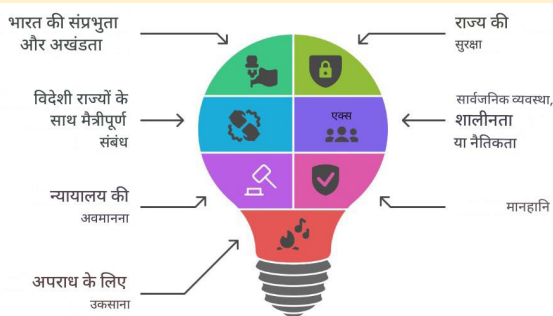 भारत की संप्रभुता
और अखंडता
राज्य की
सुरक्षा
विदेशी राज्यों के
साथ मैत्रीपूर्ण
संबंध
एक्स
सार्वजनिक व्यवस्था,
शालीनता
या नैतिकता
न्यायालय की
अवमानना
मानहानि
अपराध के लिए
उकसाना